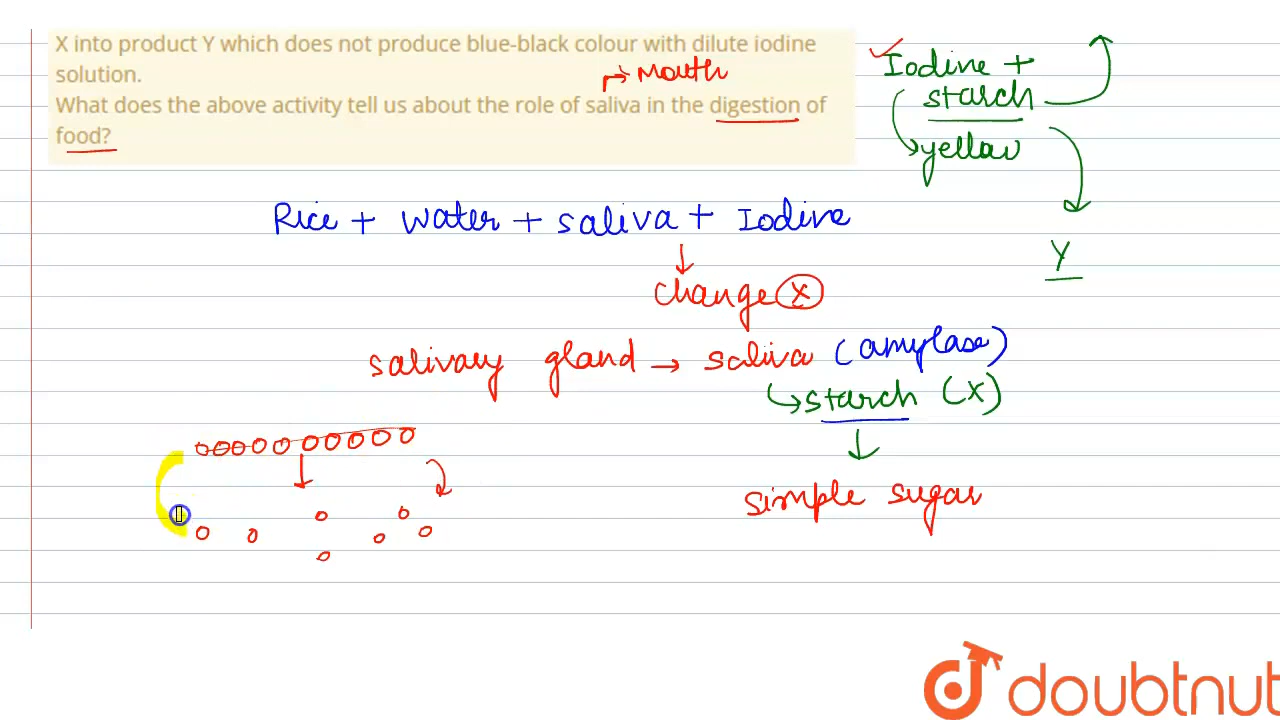 X into product Y which does not produce blue-black colour with dilute iodine
solution.
Mouth
What does the above activity tell us about the role of saliva in the digestion of
food?
Iodine +
starch
yellow
Y
Rice + water + saliva + Iodine
change (X)
salivary gland → saliva (amylase)
↳ starch (X)
simple sugar
doubtnut